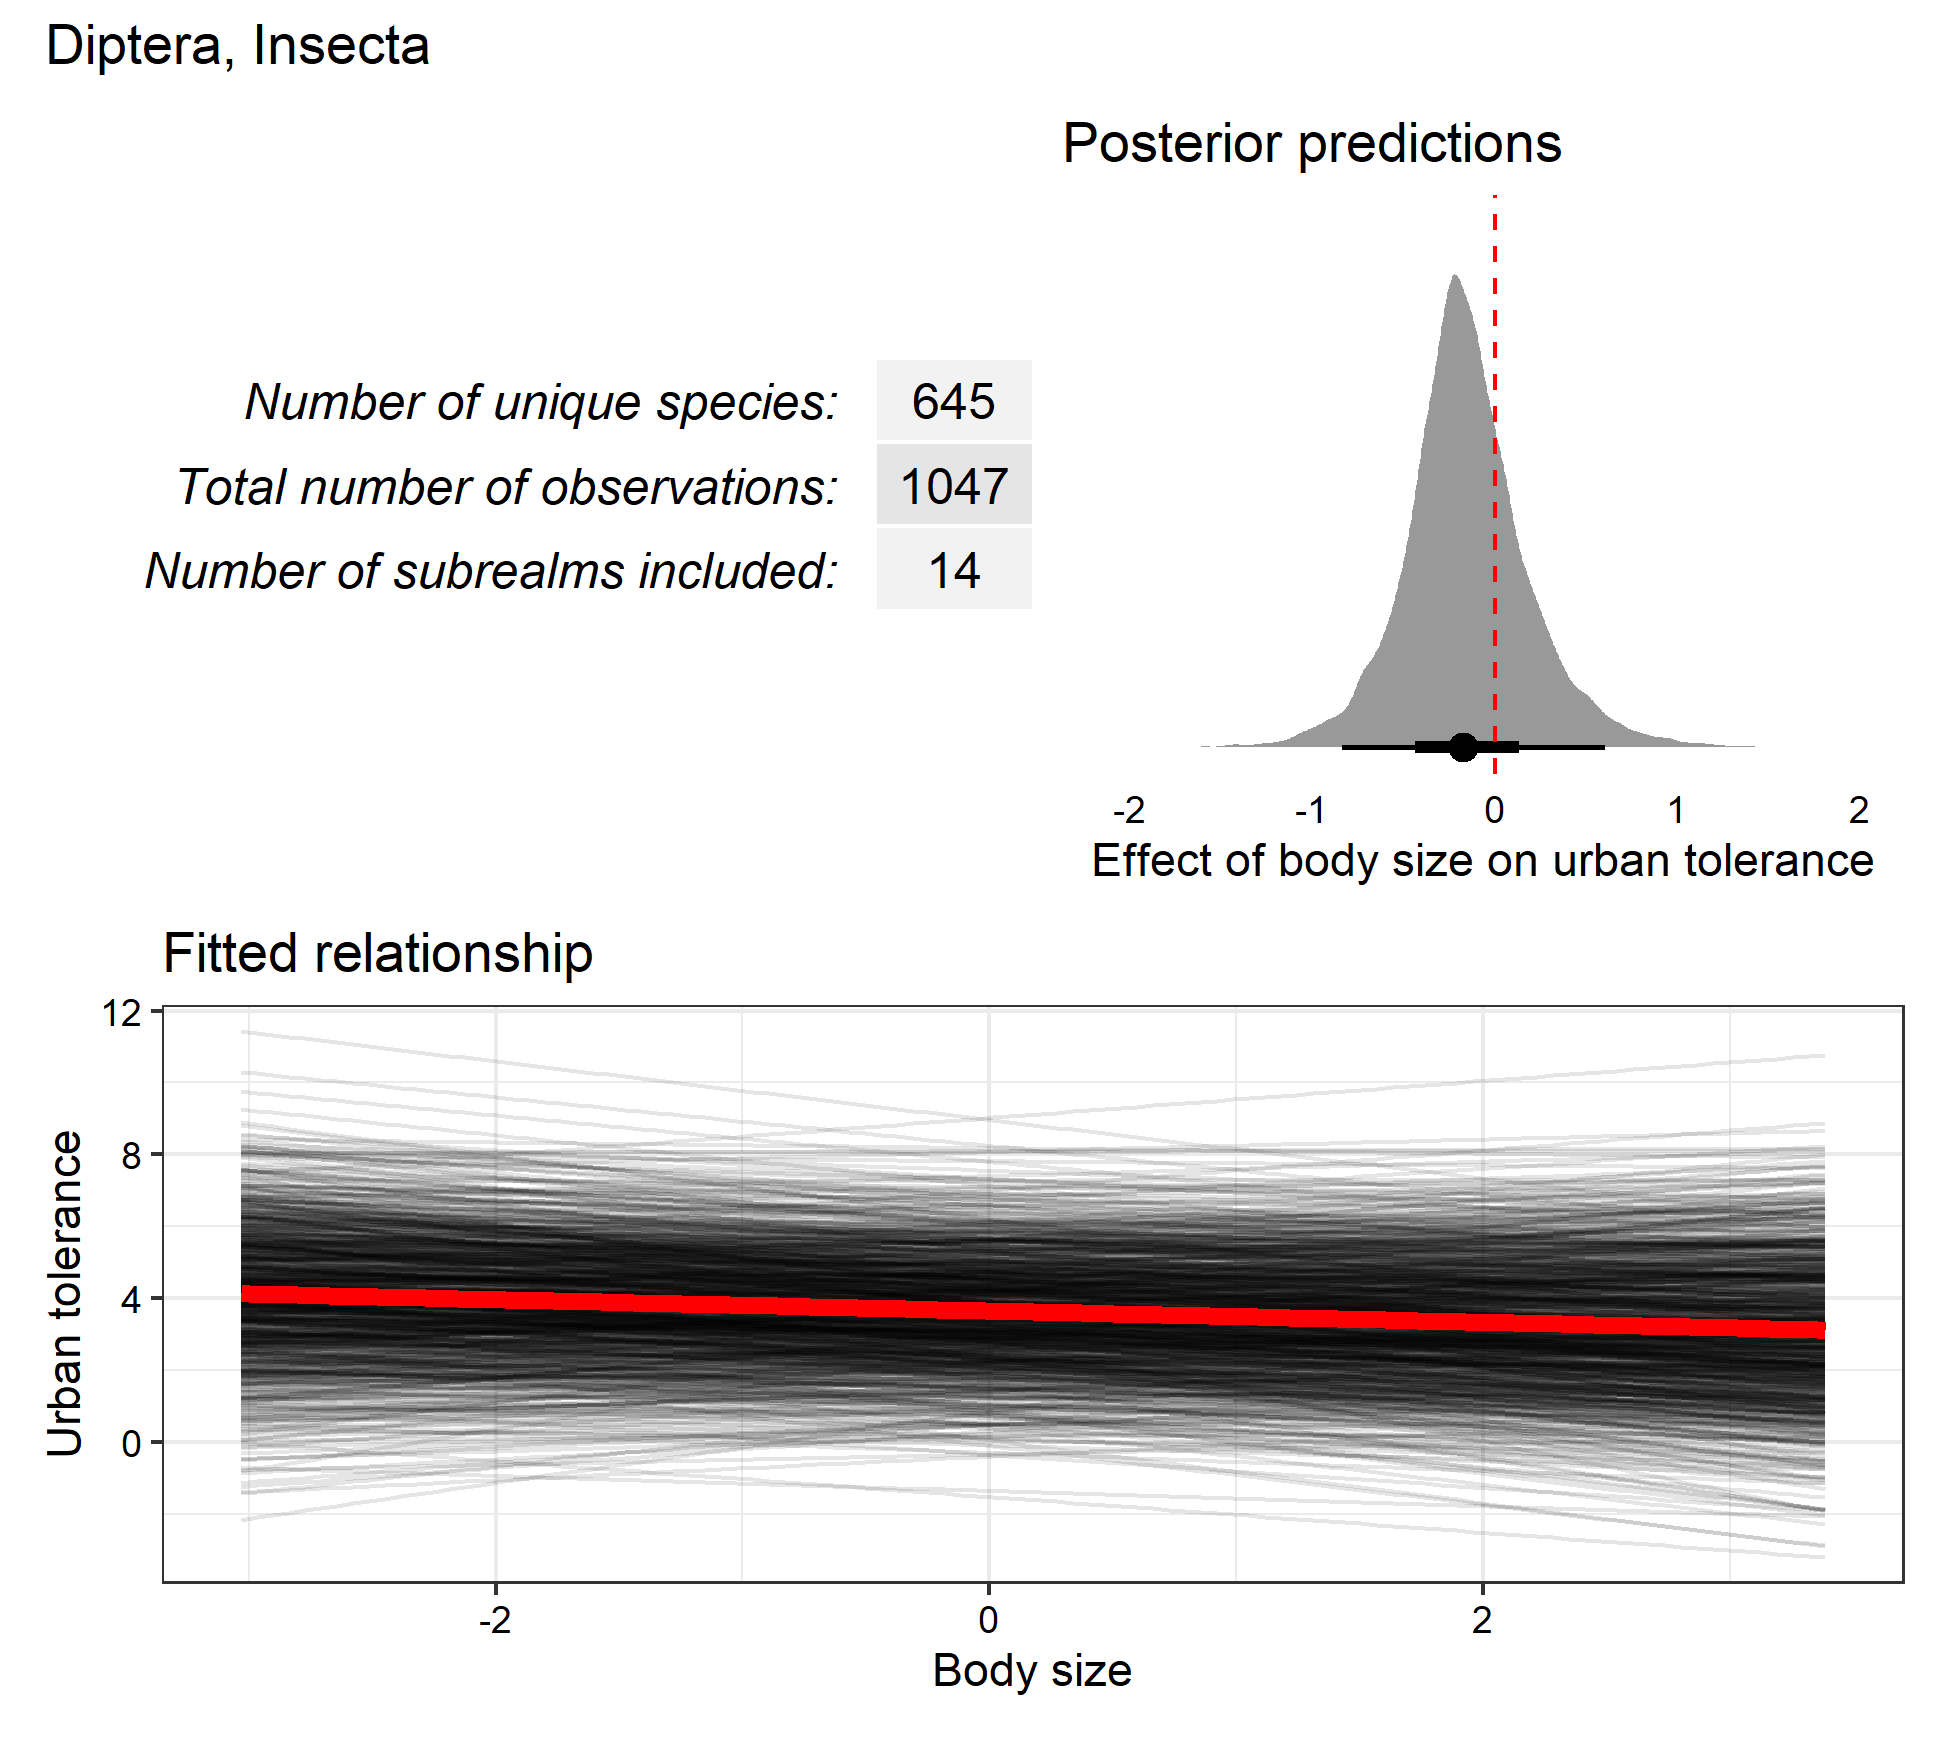 Diptera, Insecta
Posterior predictions
Number of unique species: 645
Total number of observations: 1047
Number of subrealms included: 14
-2 -1 0 1 2
Effect of body size on urban tolerance
Fitted relationship
12
8
4
0
Urban tolerance
-2 0 2
Body size